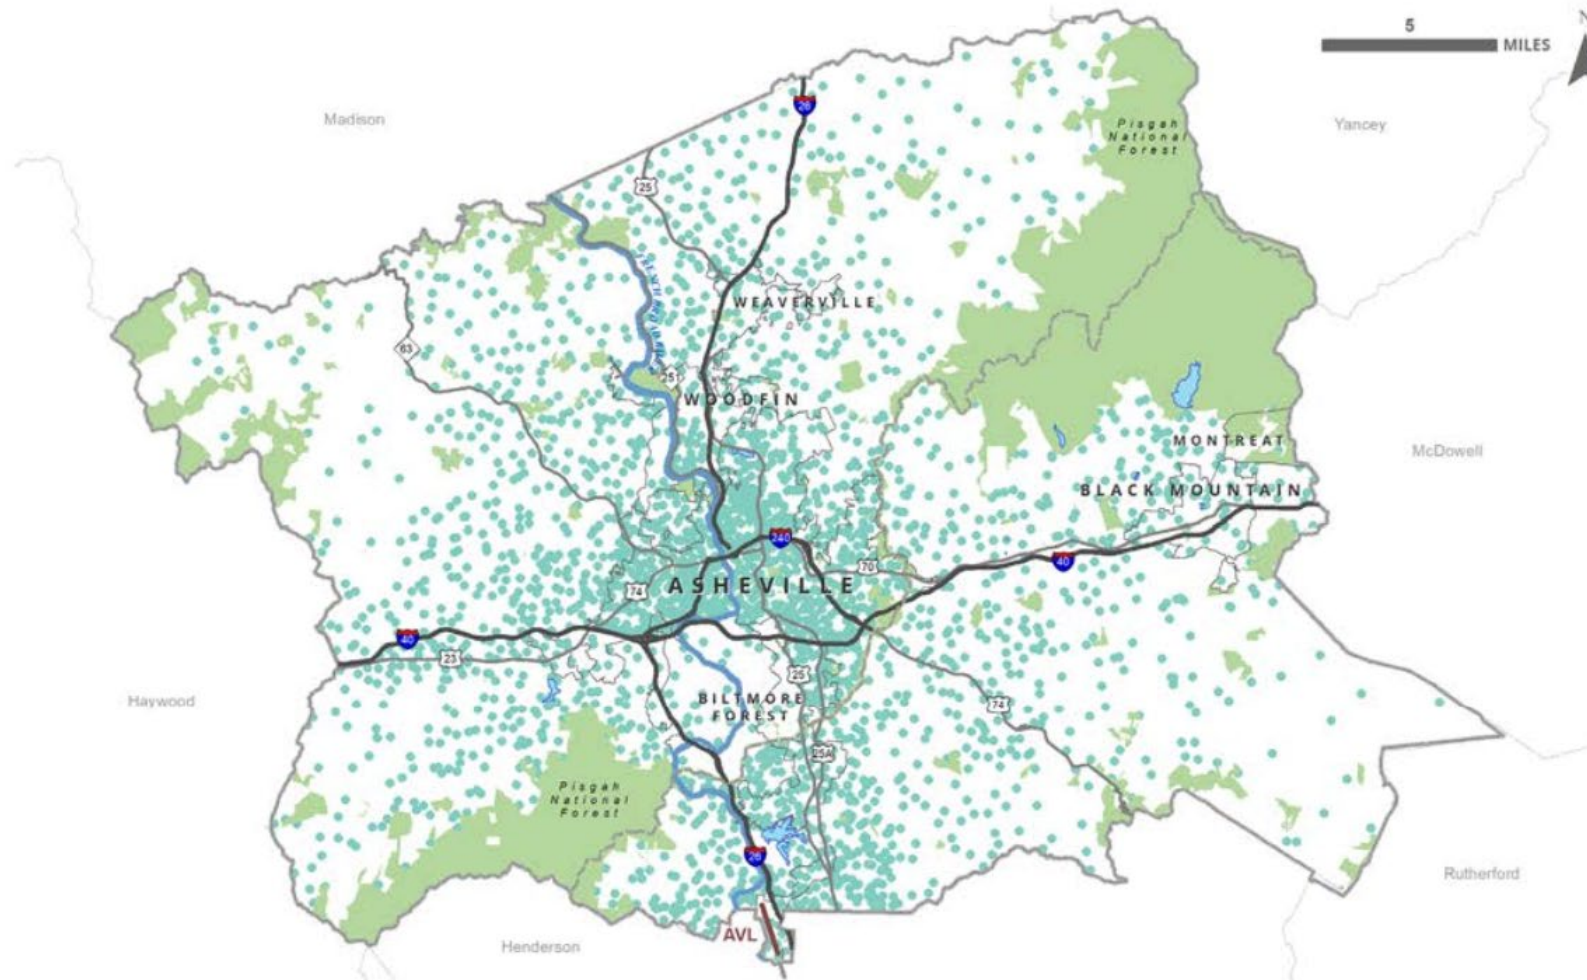 5
MILES
N
Madison
26
Yancey
Pisgah
National
Forest
25
WEAVERVILLE
63
251
WOODFIN
MONTREAT
McDowell
BLACK MOUNTAIN
240
40
70
74
ASHEVILLE
40
23
25
BILTMORE
FOREST
74
Haywood
25A
Pisgah
National
Forest
26
Rutherford
AVL
Henderson